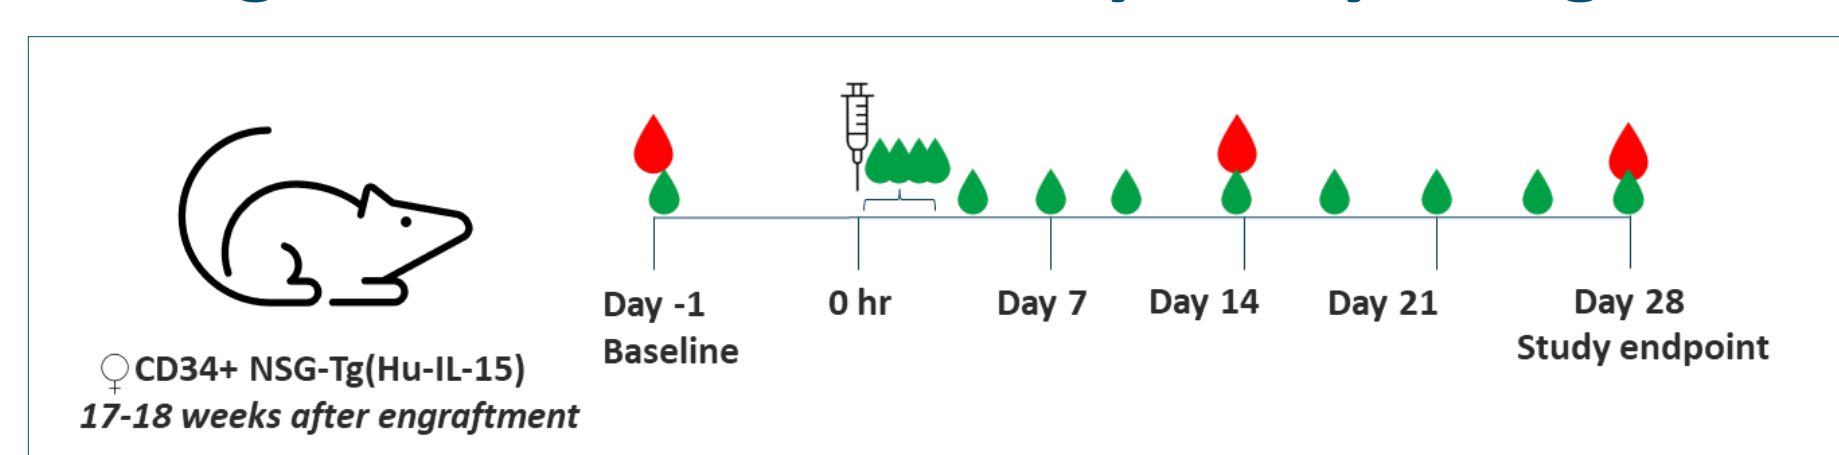 Day -1
Baseline
0 hr
Day 7
Day 14
Day 21
Day 28
Study endpoint
♀CD34+ NSG-Tg(Hu-IL-15)
17-18 weeks after engraftment